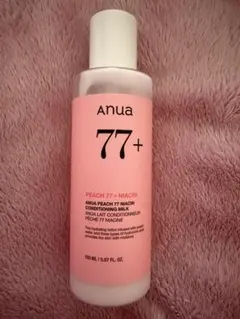 Anua
77+
PEACH 77+ NIACIN
ANUA PEACH 77 NIACIN
CONDITIONING MILK
ANUA LAIT CONDITIONNEUR
PÊCHE 77 NIACINE
150 ML / 5.07 FL. OZ.